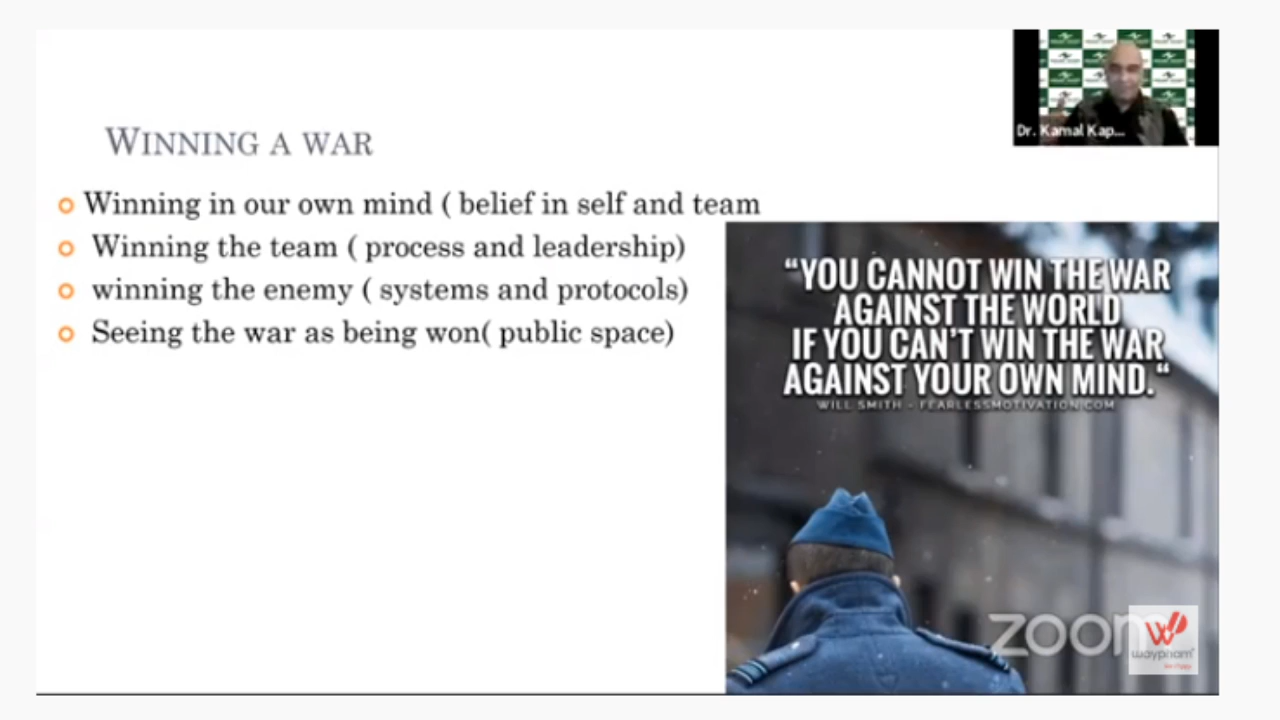 Dr. Kamal Kap...
WINNING A WAR
Winning in our own mind ( belief in self and team
Winning the team ( process and leadership)
winning the enemy ( systems and protocols)
Seeing the war as being won( public space)
“YOU CANNOT WIN THE WAR
AGAINST THE WORLD
IF YOU CAN'T WIN THE WAR
AGAINST YOUR OWN MIND.“
WILL SMITH - FEARLESSMOTIVATION.COM
zoom